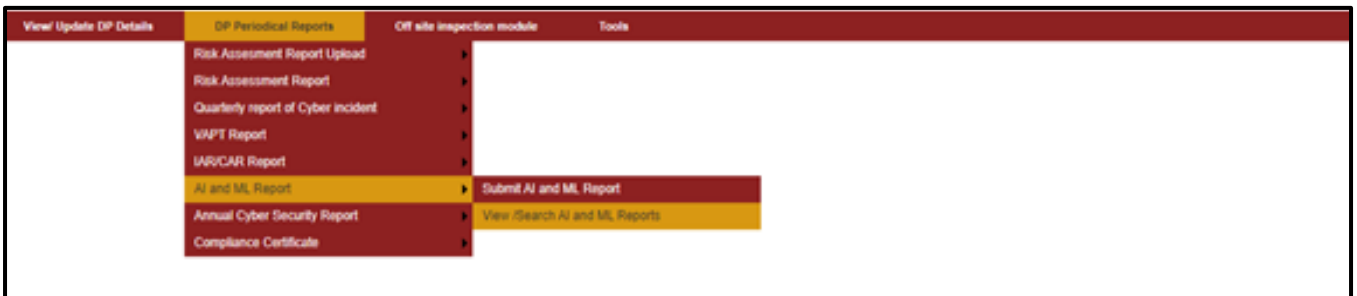 View/ Update DP Details DP Periodical Reports Off site inspection module Tools
Risk Assesment Report Upload
Risk Assessment Report
Quarterly report of Cyber incident
VAPT Report
IAR/CAR Report
AI and ML Report Submit AI and ML Report
Annual Cyber Security Report View /Search AI and ML Reports
Compliance Certificate